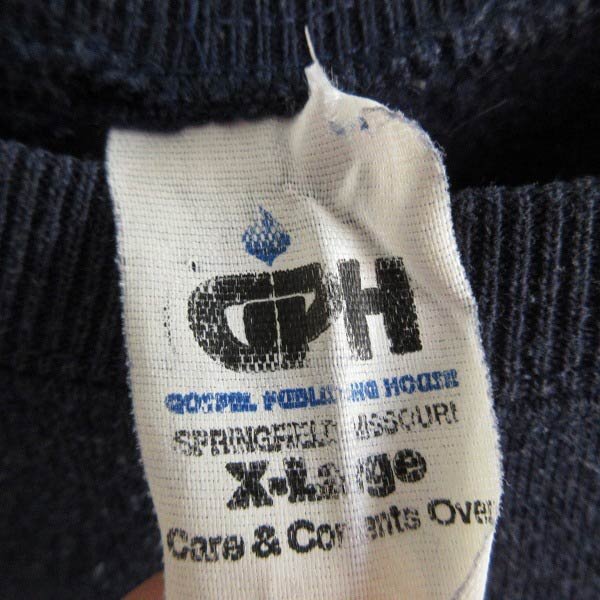 GPH
GOSPEL PUBLISHING HOUSE
SPRINGFIELD, MISSOURI
X-Large
Care & Contents Over